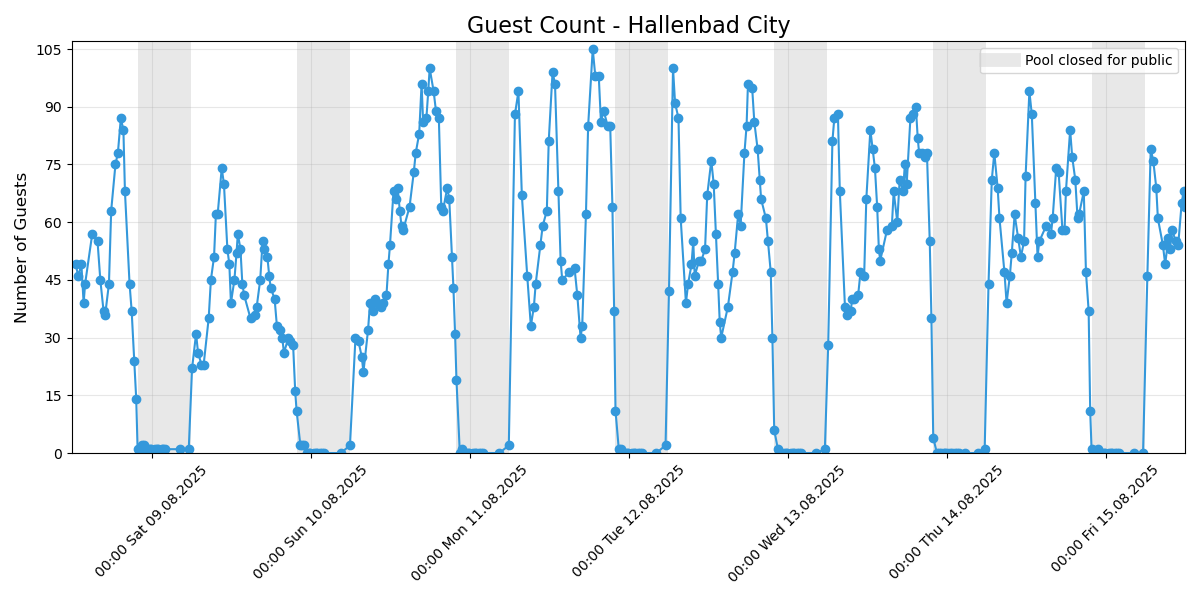 Guest Count - Hallenbad City
Pool closed for public
Number of Guests
105
90
75
60
45
30
15
0
00:00 Sat 09.08.2025
00:00 Sun 10.08.2025
00:00 Mon 11.08.2025
00:00 Tue 12.08.2025
00:00 Wed 13.08.2025
00:00 Thu 14.08.2025
00:00 Fri 15.08.2025